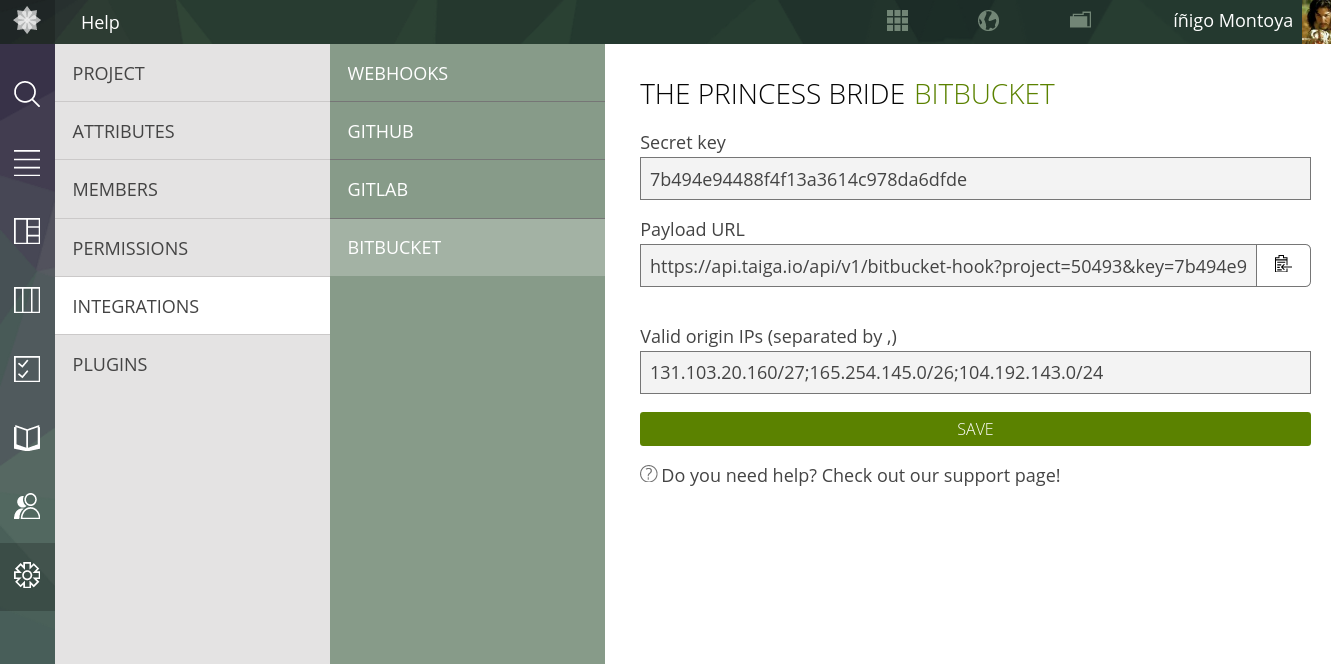 Help
íñigo Montoya
PROJECT
ATTRIBUTES
MEMBERS
PERMISSIONS
INTEGRATIONS
PLUGINS
WEBHOOKS
GITHUB
GITLAB
BITBUCKET
THE PRINCESS BRIDE BITBUCKET
Secret key
7b494e94488f4f13a3614c978da6dfde
Payload URL
https://api.taiga.io/api/v1/bitbucket-hook?project=50493&key=7b494e9
Valid origin IPs (separated by ,)
131.103.20.160/27;165.254.145.0/26;104.192.143.0/24
SAVE
Do you need help? Check out our support page!